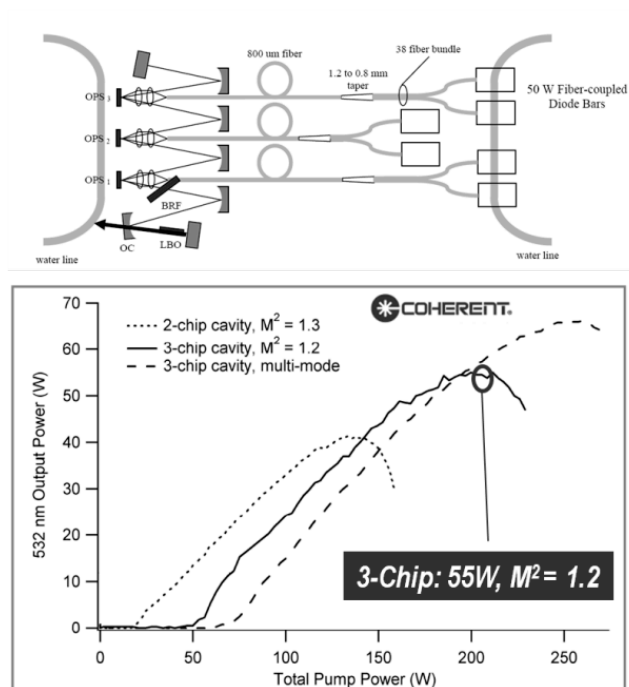 800 um fiber
38 fiber bundle
1.2 to 0.8 mm
taper
50 W Fiber-coupled
Diode Bars
OPS 3
OPS 2
OPS 1
BRF
OC
LBO
water line
water line
COHERENT.
2-chip cavity, M² = 1.3
3-chip cavity, M² = 1.2
3-chip cavity, multi-mode
532 nm Output Power (W)
70
60
50
40
30
20
10
0
3-Chip: 55W, M² = 1.2
0 50 100 150 200 250
Total Pump Power (W)